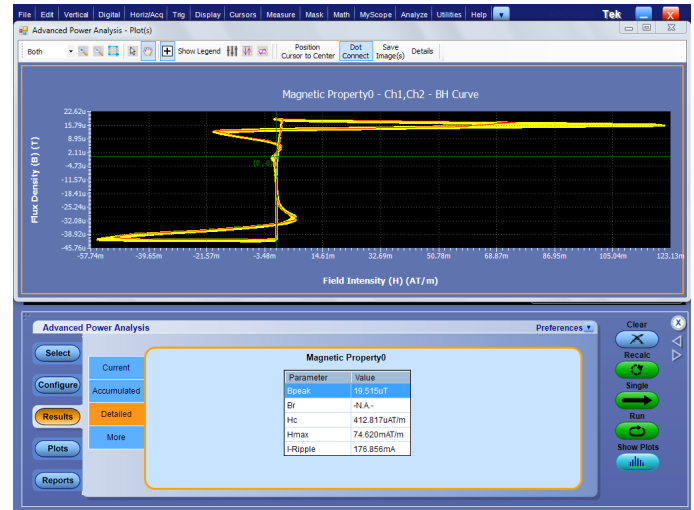 File Edit Vertical Digital Horiz/Acq Trig Display Cursors Measure Mask Math MyScope Analyze Utilities Help Tek X
Advanced Power Analysis - Plot(s)
Both Show Legend Position Cursor to Center Dot Connect Save Image(s) Details
Magnetic Property0 - Ch1,Ch2 - BH Curve
Flux Density (B) (T)
22.62u
15.79u
8.95u
2.11u
-4.73u
-11.57u
-18.41u
-25.24u
-32.08u
-38.92u
-45.76u
-57.74m -39.65m -21.57m -3.48m 14.61m 32.69m 50.78m 68.87m 86.95m 105.04m 123.13m
Field Intensity (H) (AT/m)
Advanced Power Analysis Preferences
Select
Configure
Results
Plots
Reports
Current
Accumulated
Detailed
More
Magnetic Property0
Parameter Value
Bpeak 19.515uT
Br -N.A.-
Hc 412.817uAT/m
Hmax 74.620mAT/m
I-Ripple 176.856mA
Clear
Recalc
Single
Run
Show Plots